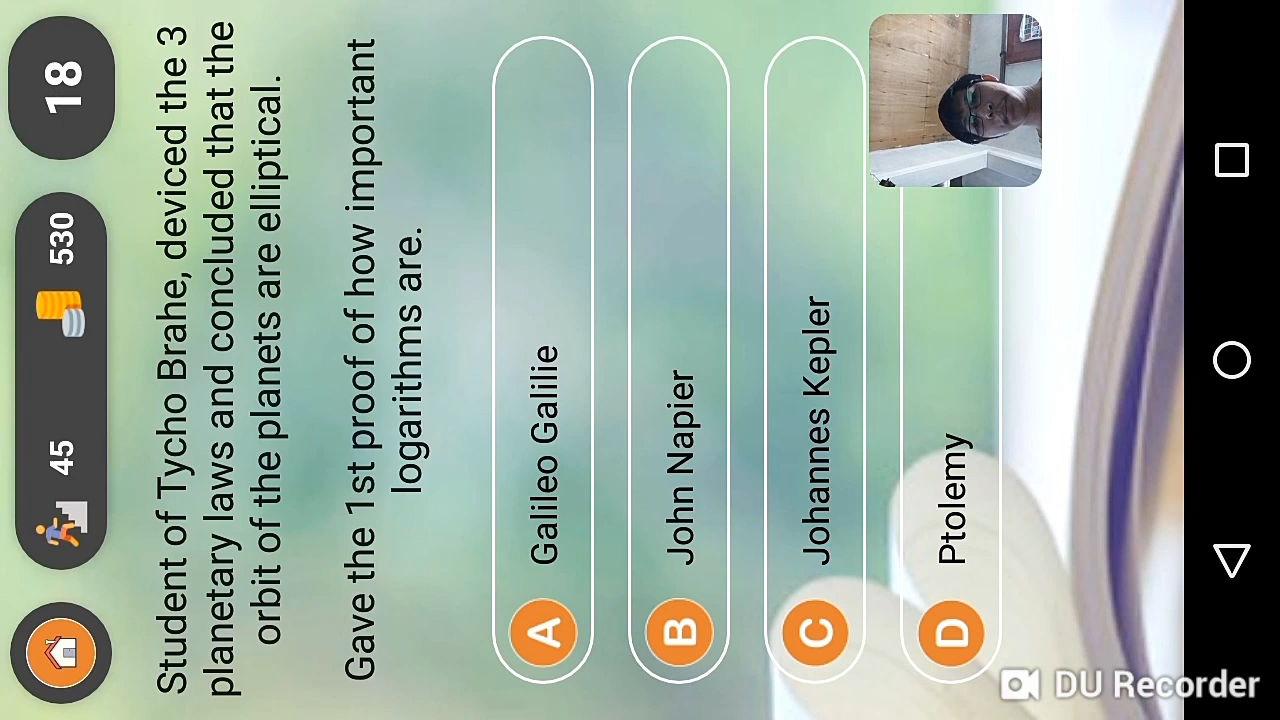 45
530
18
Student of Tycho Brahe, deviced the 3
planetary laws and concluded that the
orbit of the planets are elliptical.
Gave the 1st proof of how important
logarithms are.
A Galileo Galilie
B John Napier
C Johannes Kepler
D Ptolemy
DU Recorder